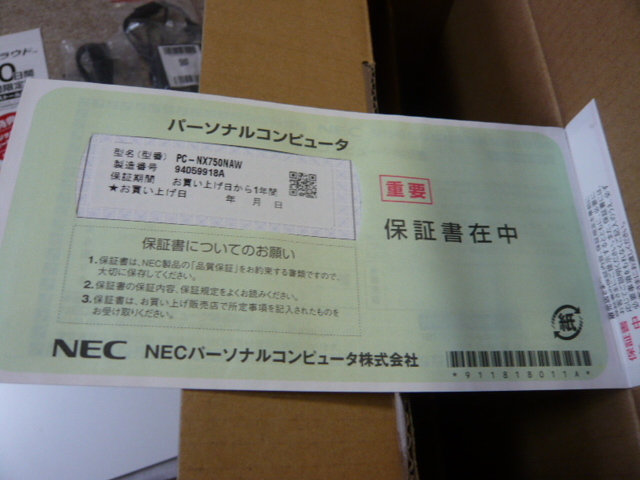 ラウド
0日間
パーソナルコンピュータ
型名(型番) PC-NX750NAW
製造番号 94059918A
保証期間 お買い上げ日から1年間
★お買い上げ日 年 月 日
保証書についてのお願い
1.保証書は、NEC製品の「品質保証」をお約束する書類ですので、
大切に保存してください。
2.保証書の保証内容、保証規定をよくお読みください。
3.保証書は、お買い上げ販売店で所定事項を記入されたものを
お受け取りください。
NEC NECパーソナルコンピュータ株式会社
重要
保証書在中
紙
*911818011A*